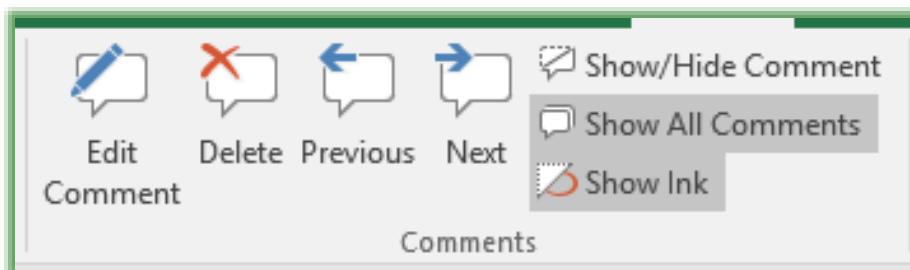 Edit
Comment
Delete
Previous
Next
Show/Hide Comment
Show All Comments
Show Ink
Comments